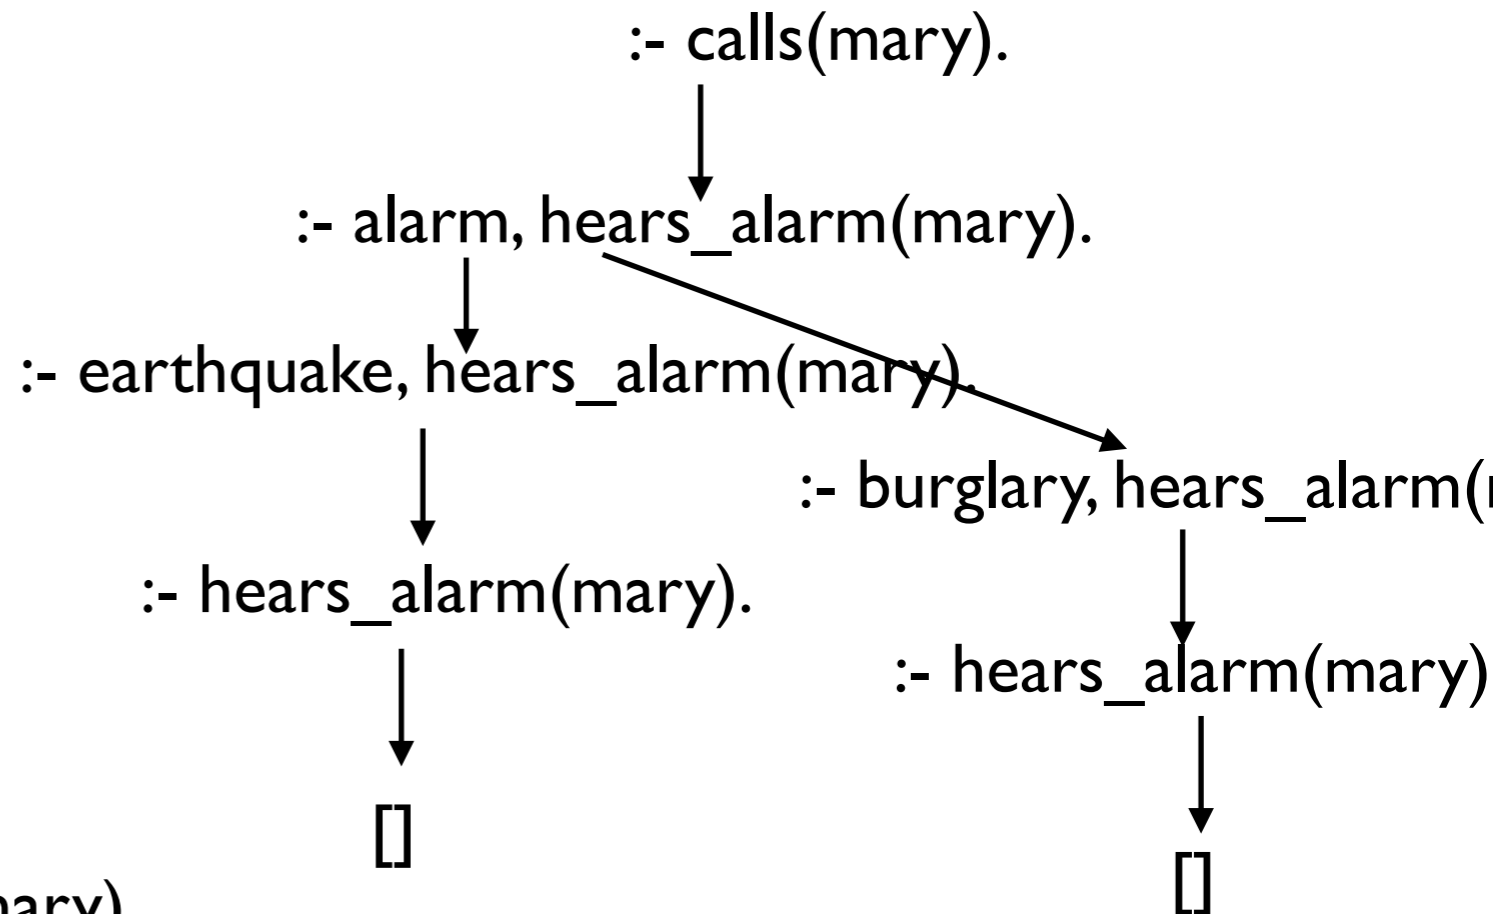 :- calls(mary).
:- alarm, hears_alarm(mary).
:- earthquake, hears_alarm(mary).
:- burglary, hears_alarm(
:- hears_alarm(mary).
:- hears_alarm(mary)
[]
[]